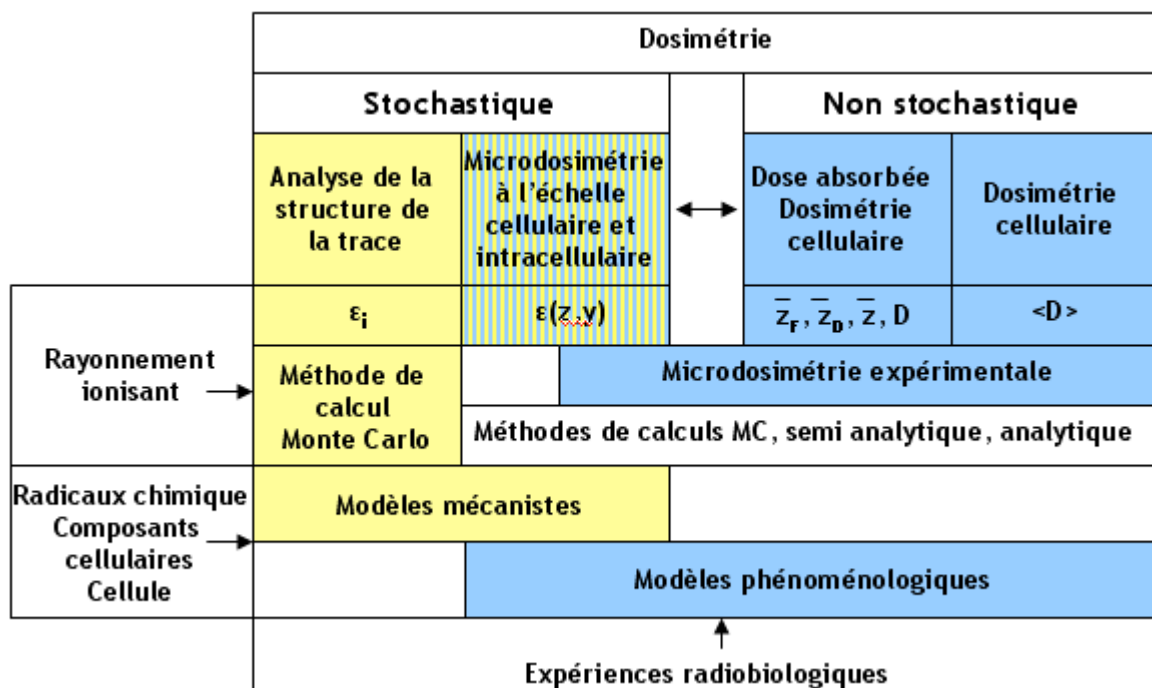 Dosimétrie
Stochastique
Non stochastique
Analyse de la
structure de
la trace
Microdosimétrie
à l'échelle
cellulaire et
intracellulaire
Dose absorbée
Dosimétrie
cellulaire
Dosimétrie
cellulaire
εi
ε(z,y)
z̅F, z̅D, z̅, D
<D>
Rayonnement
ionisant
Méthode de
calcul
Monte Carlo
Microdosimétrie expérimentale
Méthodes de calculs MC, semi analytique, analytique
Radicaux chimique
Composants
cellulaires
Cellule
Modèles mécanistes
Modèles phénoménologiques
Expériences radiobiologiques